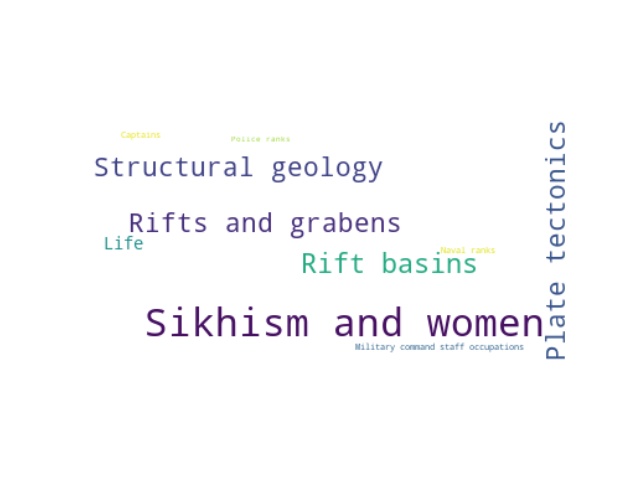 Captains
Police ranks
Structural geology
Rifts and grabens
Life
Naval ranks
Rift basins
Sikhism and women
Military command staff occupations
Plate tectonics